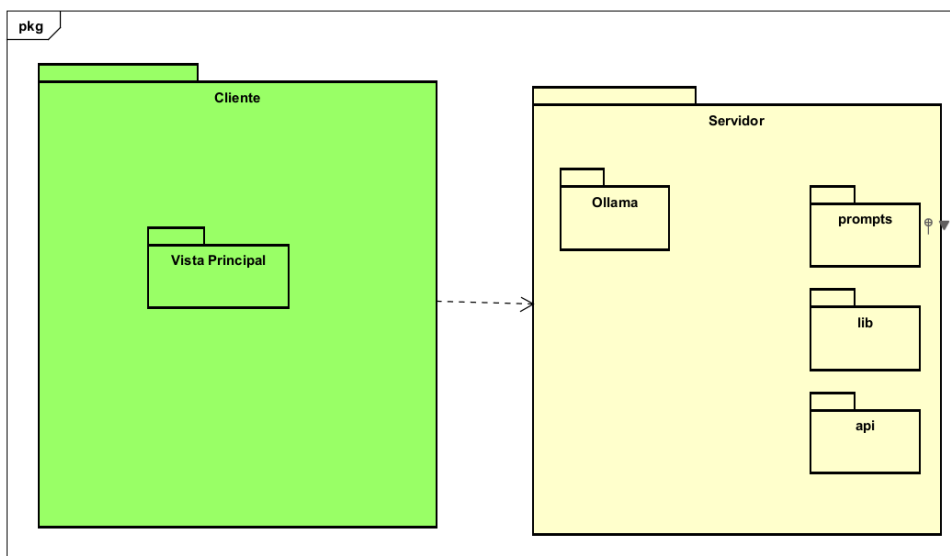 pkg
Cliente
Vista Principal
Servidor
Ollama
prompts
lib
api